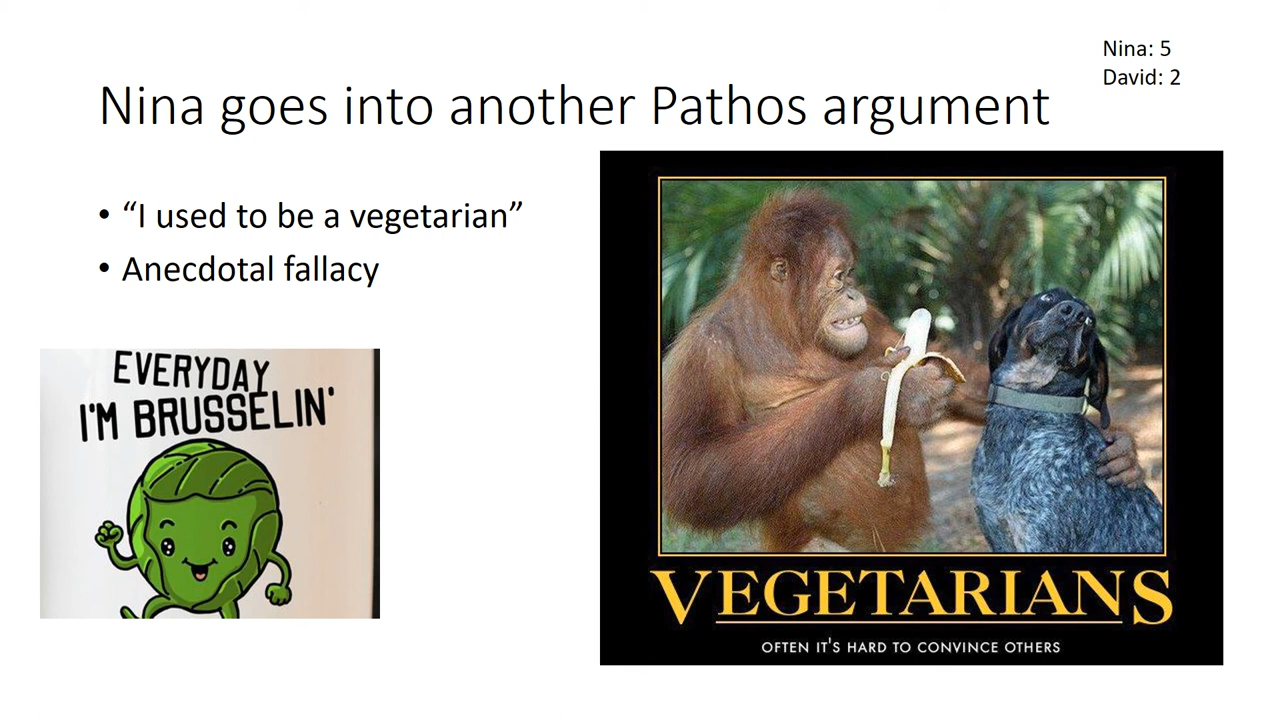 Nina: 5
David: 2
Nina goes into another Pathos argument
• “I used to be a vegetarian”
• Anecdotal fallacy
EVERYDAY
I'M BRUSSELIN'
VEGETARIANS
OFTEN IT'S HARD TO CONVINCE OTHERS